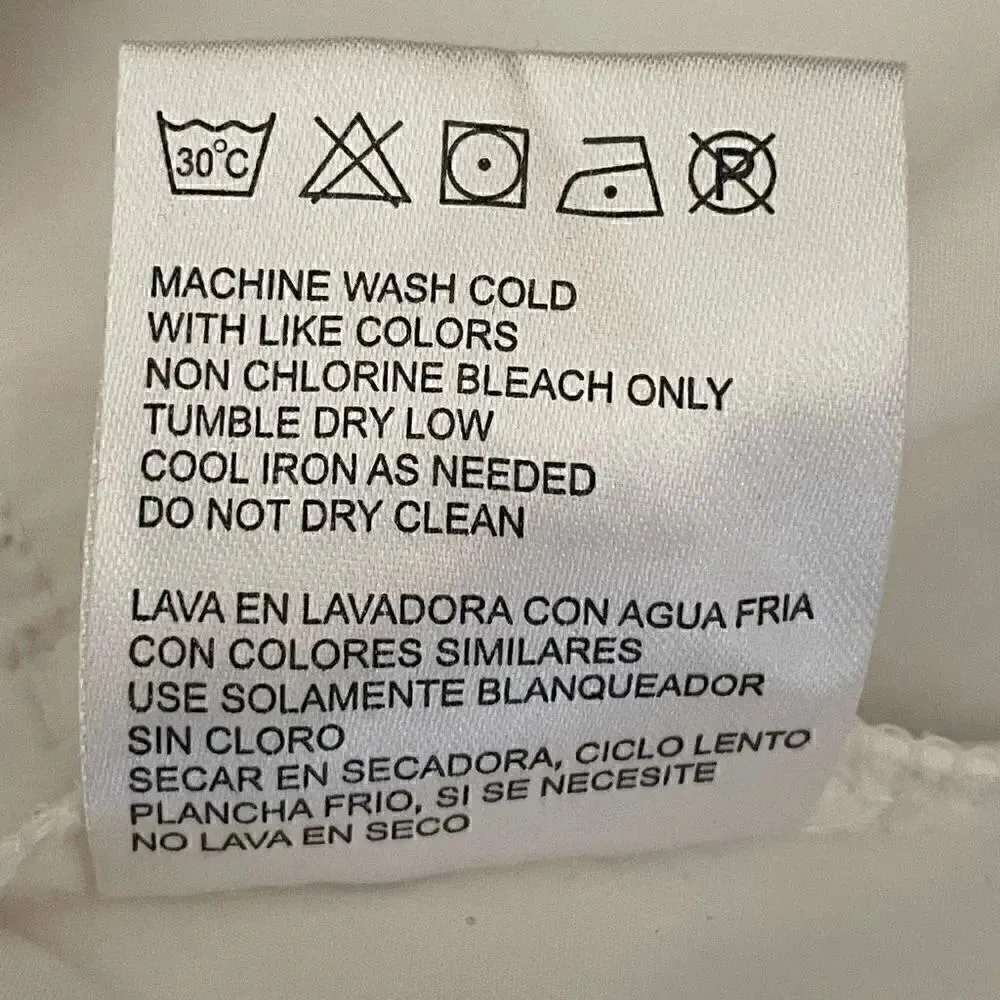 30°C P
MACHINE WASH COLD
WITH LIKE COLORS
NON CHLORINE BLEACH ONLY
TUMBLE DRY LOW
COOL IRON AS NEEDED
DO NOT DRY CLEAN
LAVA EN LAVADORA CON AGUA FRIA
CON COLORES SIMILARES
USE SOLAMENTE BLANQUEADOR
SIN CLORO
SECAR EN SECADORA, CICLO LENTO
PLANCHA FRIO, SI SE NECESITE
NO LAVA EN SECO